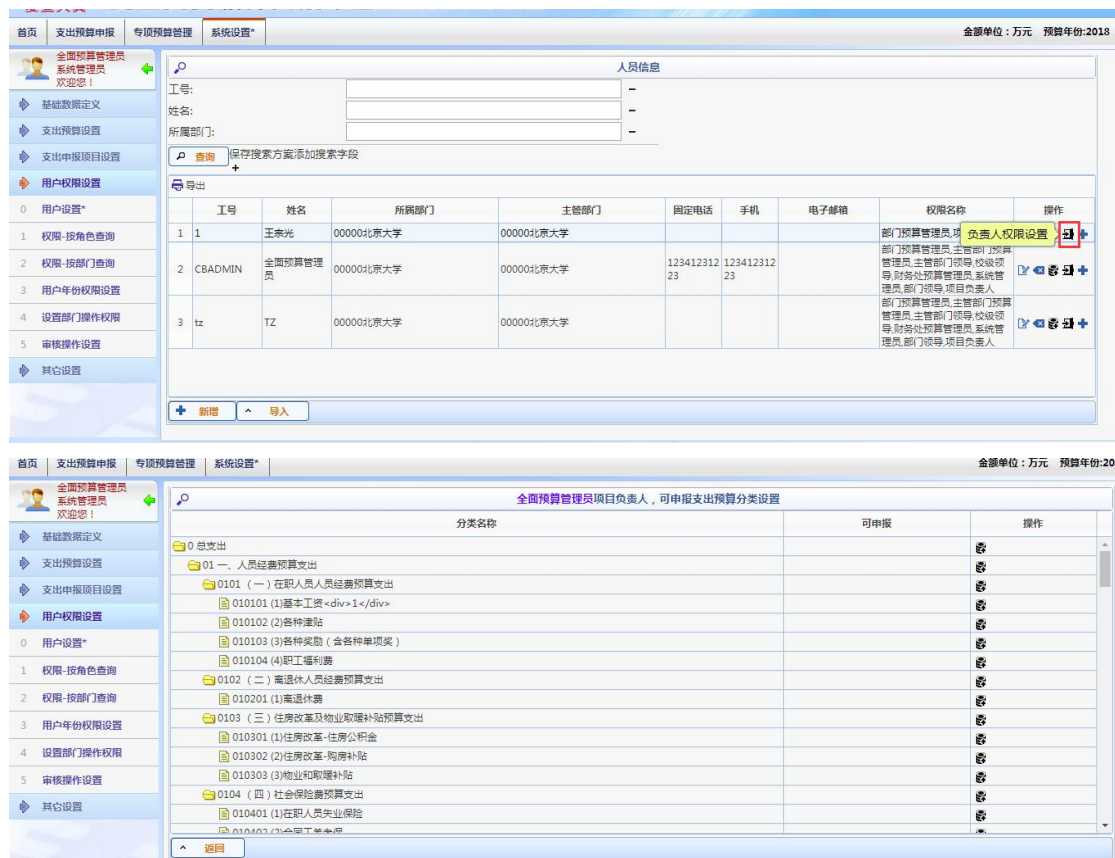 首页 支出预算申报 专项预算管理 系统设置* 金额单位：万元 预算年份:2018
全面预算管理员
系统管理员
欢迎您！
基础数据定义
支出预算设置
支出申报项目设置
用户权限设置
0 用户设置*
1 权限-按角色查询
2 权限-按部门查询
3 用户年份权限设置
4 设置部门操作权限
5 审核操作设置
其它设置
人员信息
工号:
姓名:
所属部门:
查询 保存搜索方案添加搜索字段
导出
工号 姓名 所属部门 主管部门 固定电话 手机 电子邮箱 权限名称 操作
1 1 王宗光 00000北京大学 00000北京大学 部门预算管理员,项 负责人权限设置
2 CBADMIN 全面预算管理员 00000北京大学 00000北京大学 12341231223 12341231223 部门预算管理员,主管部门预算管理员,主管部门领导,校级领导,财务处预算管理员,系统管理员,部门领导,项目负责人
3 tz TZ 00000北京大学 00000北京大学 部门预算管理员,主管部门预算管理员,主管部门领导,校级领导,财务处预算管理员,系统管理员,部门领导,项目负责人
新增 导入
首页 支出预算申报 专项预算管理 系统设置* 金额单位：万元 预算年份:20
全面预算管理员
系统管理员
欢迎您！
基础数据定义
支出预算设置
支出申报项目设置
用户权限设置
0 用户设置*
1 权限-按角色查询
2 权限-按部门查询
3 用户年份权限设置
4 设置部门操作权限
5 审核操作设置
其它设置
全面预算管理员项目负责人，可申报支出预算分类设置
分类名称 可申报 操作
0 总支出
01 一、人员经费预算支出
0101 （一）在职人员人员经费预算支出
010101 (1)基本工资<div>1</div>
010102 (2)各种津贴
010103 (3)各种奖励（含各种单项奖）
010104 (4)职工福利费
0102 （二）离退休人员经费预算支出
010201 (1)离退休费
0103 （三）住房改革及物业取暖补贴预算支出
010301 (1)住房改革-住房公积金
010302 (2)住房改革-购房补贴
010303 (3)物业和取暖补贴
0104 （四）社会保险费预算支出
010401 (1)在职人员失业保险
返回